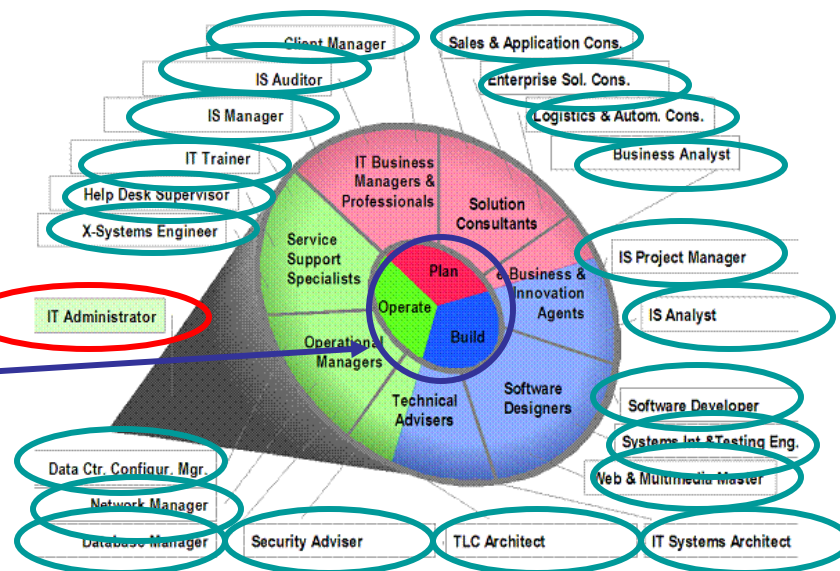 Client Manager
Sales & Application Cons.
IS Auditor
Enterprise Sol. Cons.
IS Manager
Logistics & Autom. Cons.
IT Trainer
Business Analyst
Help Desk Supervisor
X-Systems Engineer
IT Business
Managers &
Professionals
Solution
Consultants
Service
Support
Specialists
Plan
e Business &
Innovation
Agents
IS Project Manager
Operate
IT Administrator
IS Analyst
Build
Operational
Managers
Technical
Advisers
Software
Designers
Software Developer
Systems Int.&Testing Eng.
Data Ctr. Configur. Mgr.
Web & Multimedia Master
Network Manager
Database Manager
Security Adviser
TLC Architect
IT Systems Architect